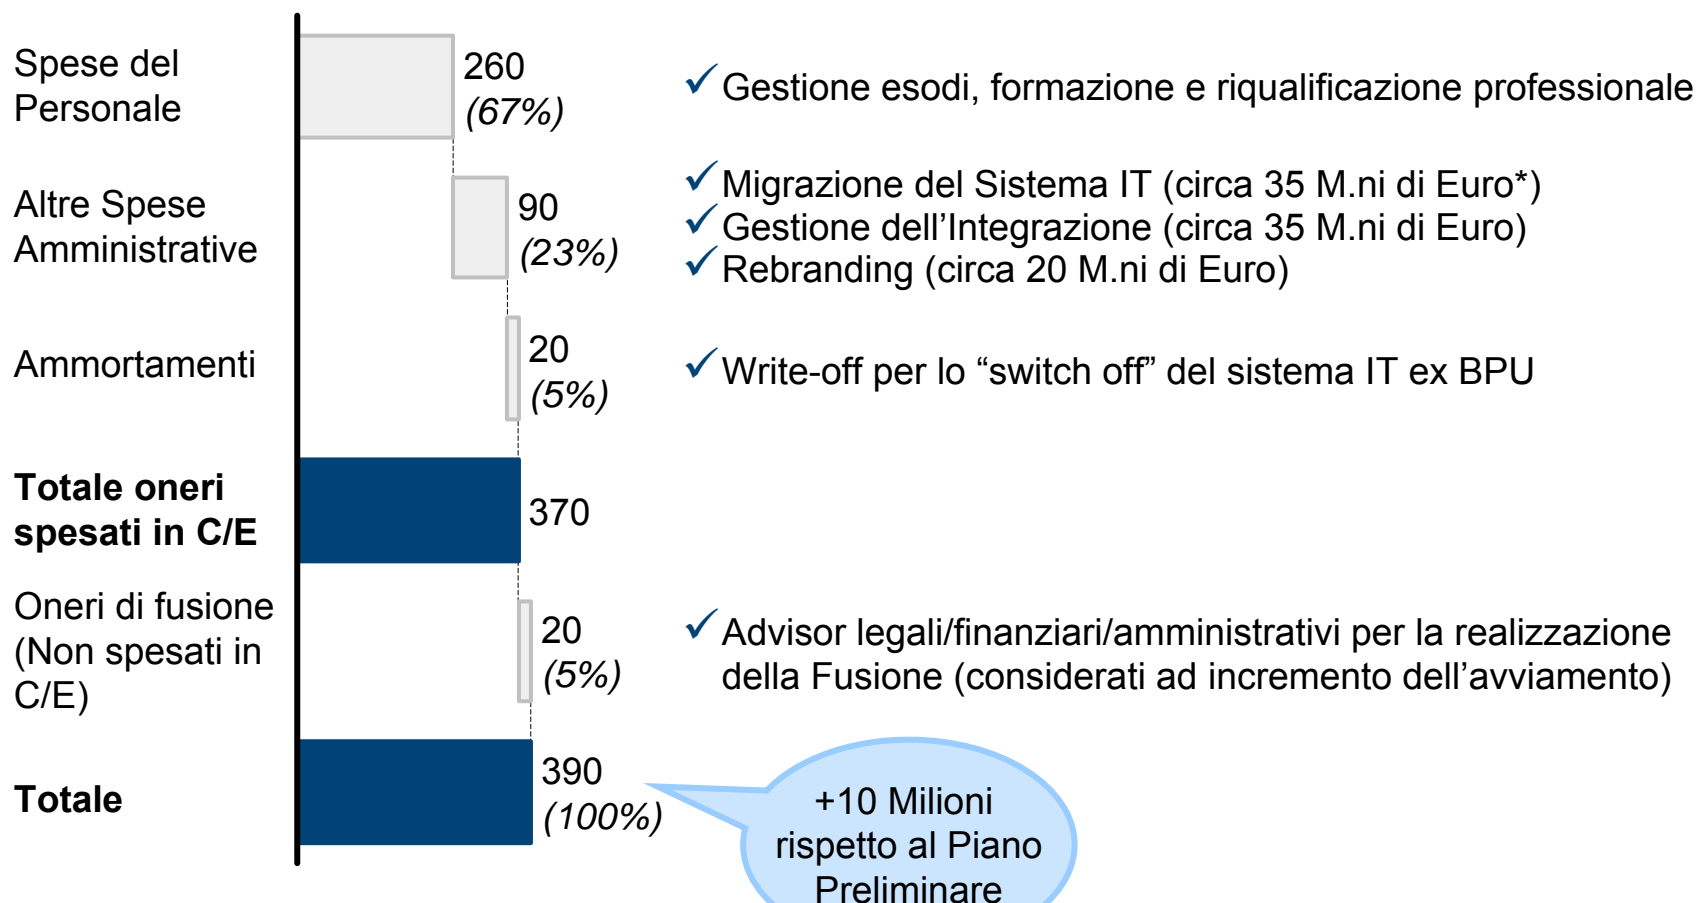 Spese del
Personale
260
(67%)
✓ Gestione esodi, formazione e riqualificazione professionale
Altre Spese
Amministrative
90
(23%)
✓ Migrazione del Sistema IT (circa 35 M.ni di Euro*)
✓ Gestione dell’Integrazione (circa 35 M.ni di Euro)
✓ Rebranding (circa 20 M.ni di Euro)
Ammortamenti
20
(5%)
✓ Write-off per lo “switch off” del sistema IT ex BPU
Totale oneri
spesati in C/E
370
Oneri di fusione
(Non spesati in
C/E)
20
(5%)
✓ Advisor legali/finanziari/amministrativi per la realizzazione
della Fusione (considerati ad incremento dell’avviamento)
Totale
390
(100%)
+10 Milioni
rispetto al Piano
Preliminare